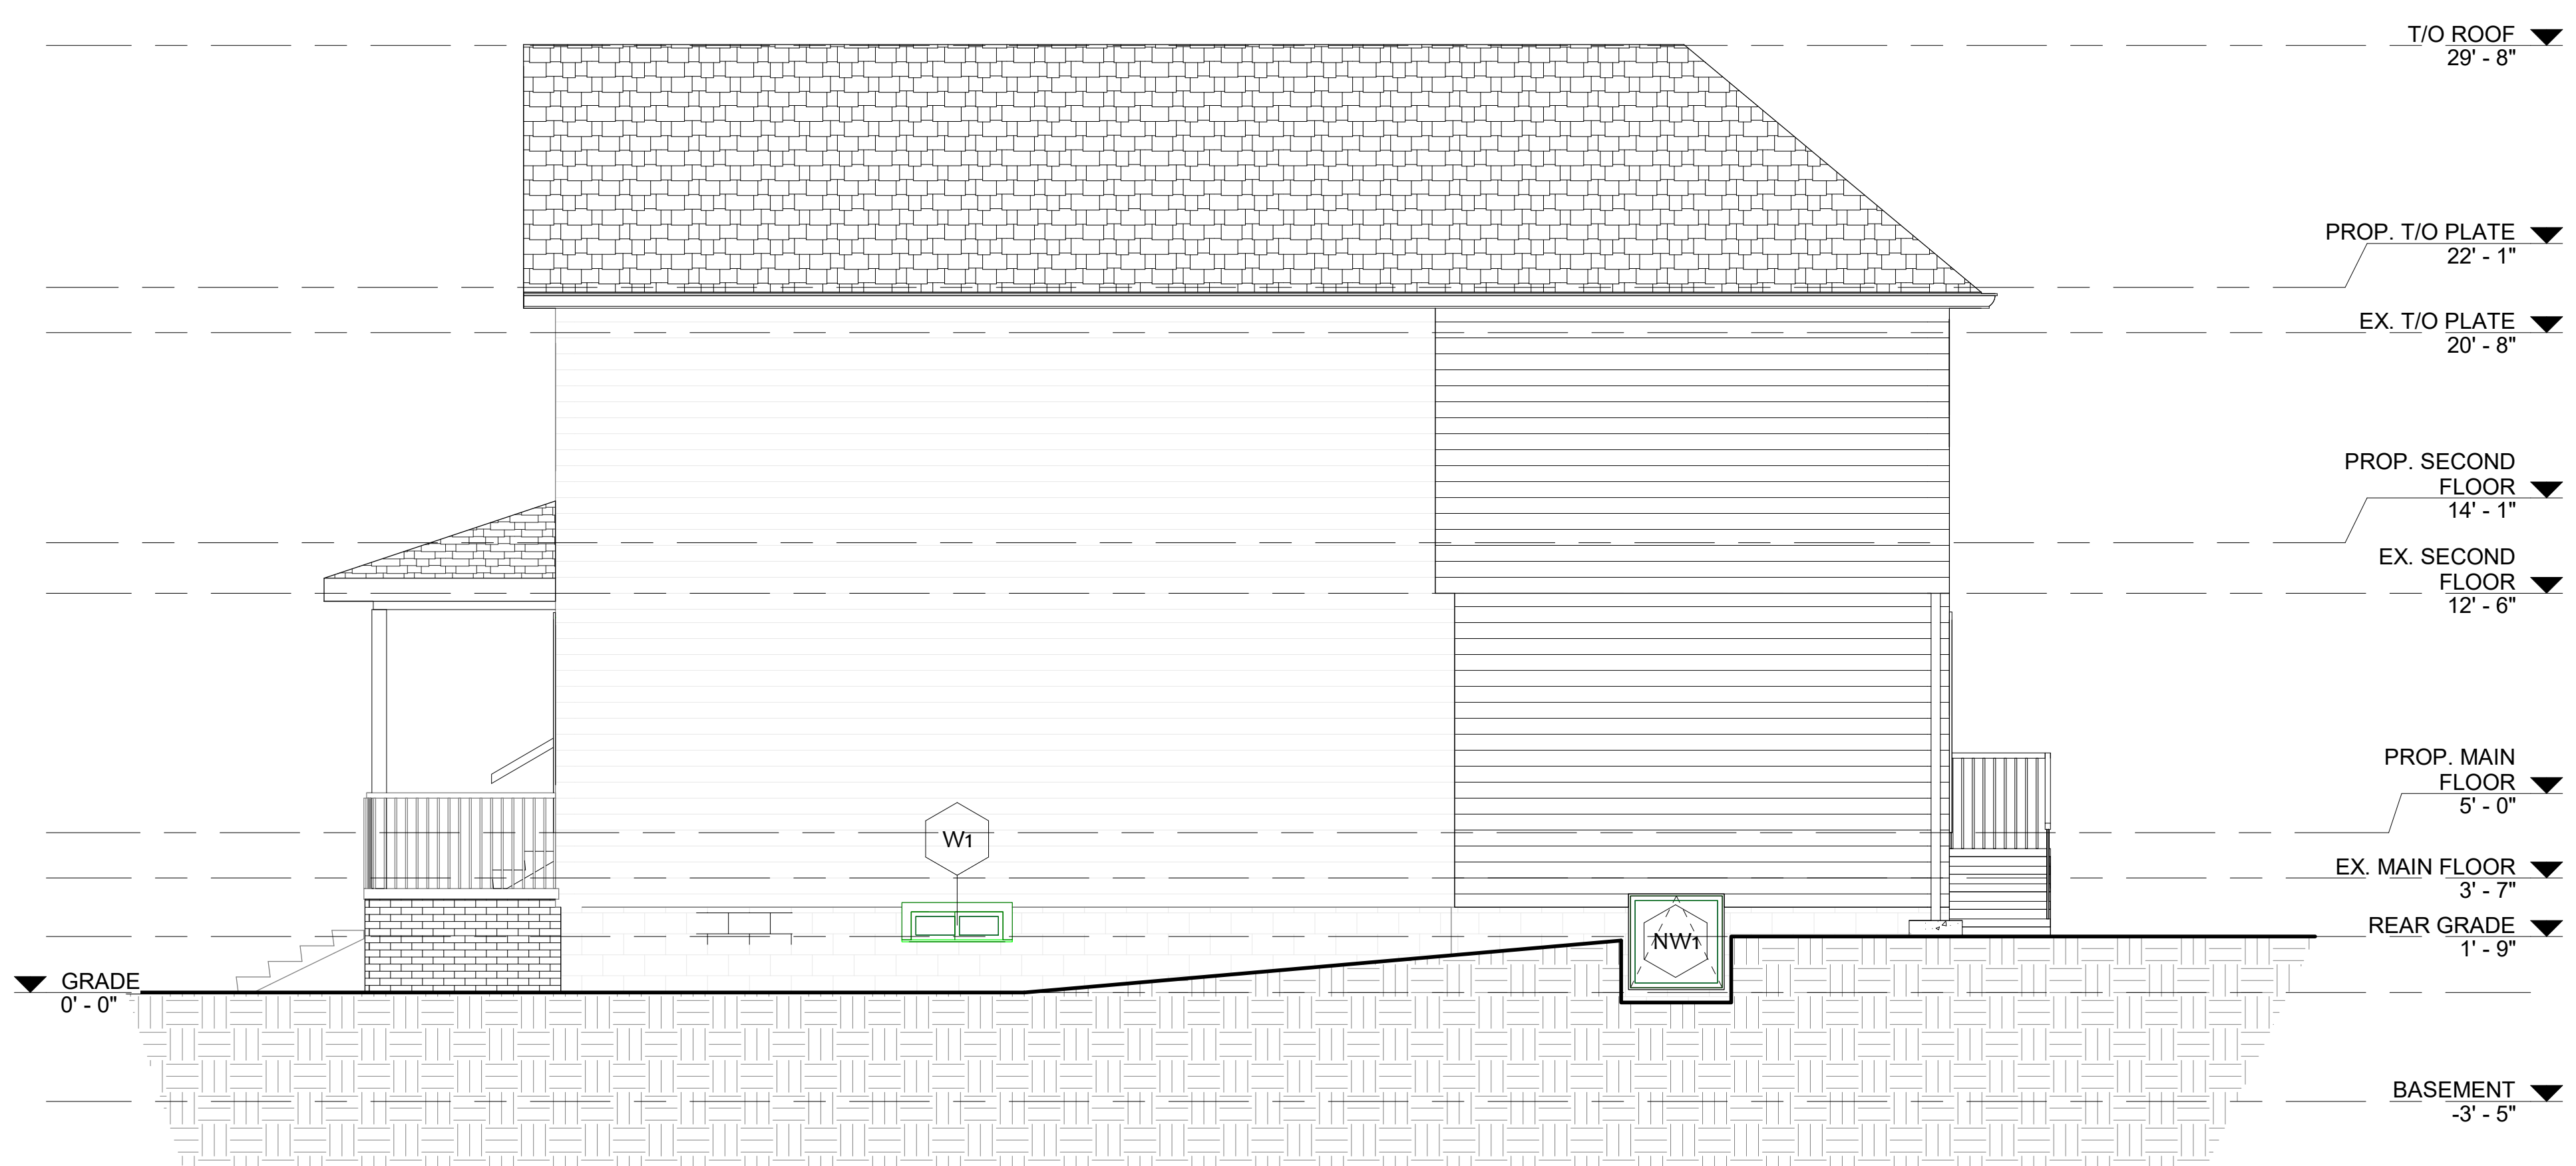 T/O ROOF
29' - 8"
PROP. T/O PLATE
22' - 1"
EX. T/O PLATE
20' - 8"
PROP. SECOND
FLOOR
14' - 1"
EX. SECOND
FLOOR
12' - 6"
PROP. MAIN
FLOOR
5' - 0"
W1
EX. MAIN FLOOR
3' - 7"
REAR GRADE
1' - 9"
NW1
GRADE
0' - 0"
BASEMENT
-3' - 5"